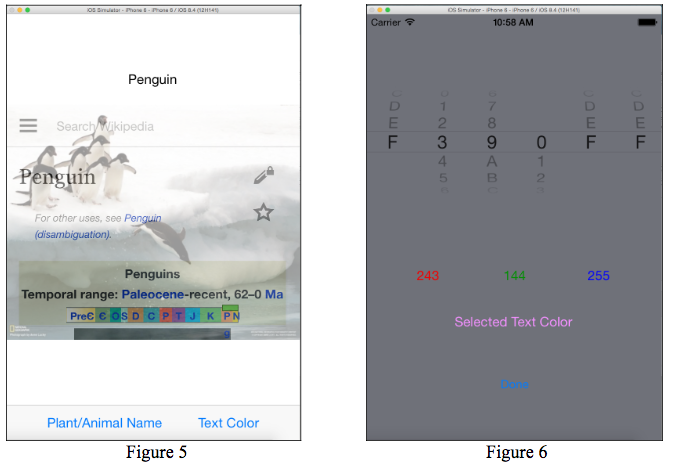 iOS Simulator - iPhone 6 - iPhone 6 / iOS 8.4 (12H141)
Penguin
Search Wikipedia
Penguin
For other uses, see Penguin
(disambiguation).
Penguins
Temporal range: Paleocene-recent, 62–0 Ma
PreЄ Є O S D C P T J K P N
Plant/Animal Name Text Color
Figure 5
iOS Simulator - iPhone 6 - iPhone 6 / iOS 8.4 (12H141)
Carrier 10:58 AM
D 1 7 D D
E 2 8 E E
F 3 9 0 F F
4 A 1
5 B 2
243 144 255
Selected Text Color
Done
Figure 6